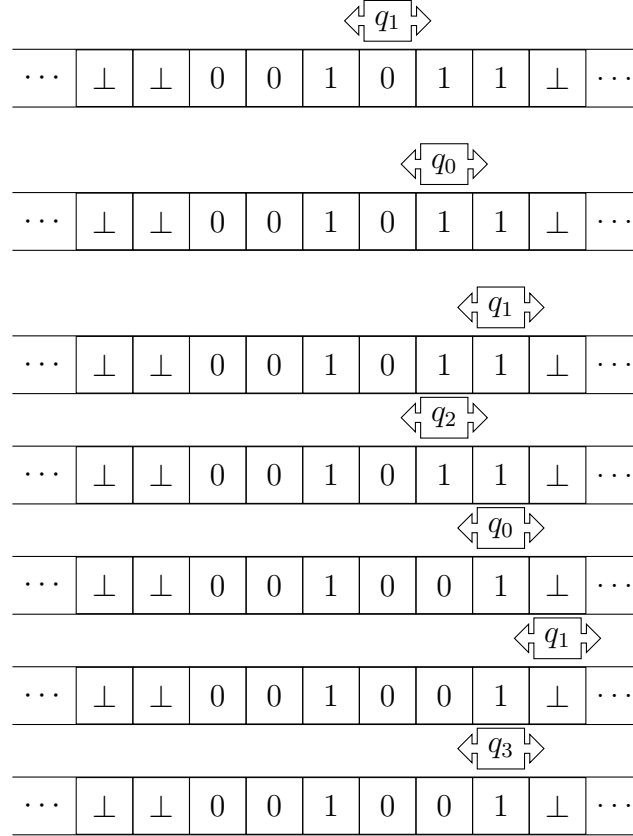 q₁
··· ⊥ ⊥ 0 0 1 0 1 1 ⊥ ···
q₀
··· ⊥ ⊥ 0 0 1 0 1 1 ⊥ ···
q₁
··· ⊥ ⊥ 0 0 1 0 1 1 ⊥ ···
q₂
··· ⊥ ⊥ 0 0 1 0 1 1 ⊥ ···
q₀
··· ⊥ ⊥ 0 0 1 0 0 1 ⊥ ···
q₁
··· ⊥ ⊥ 0 0 1 0 0 1 ⊥ ···
q₃
··· ⊥ ⊥ 0 0 1 0 0 1 ⊥ ···